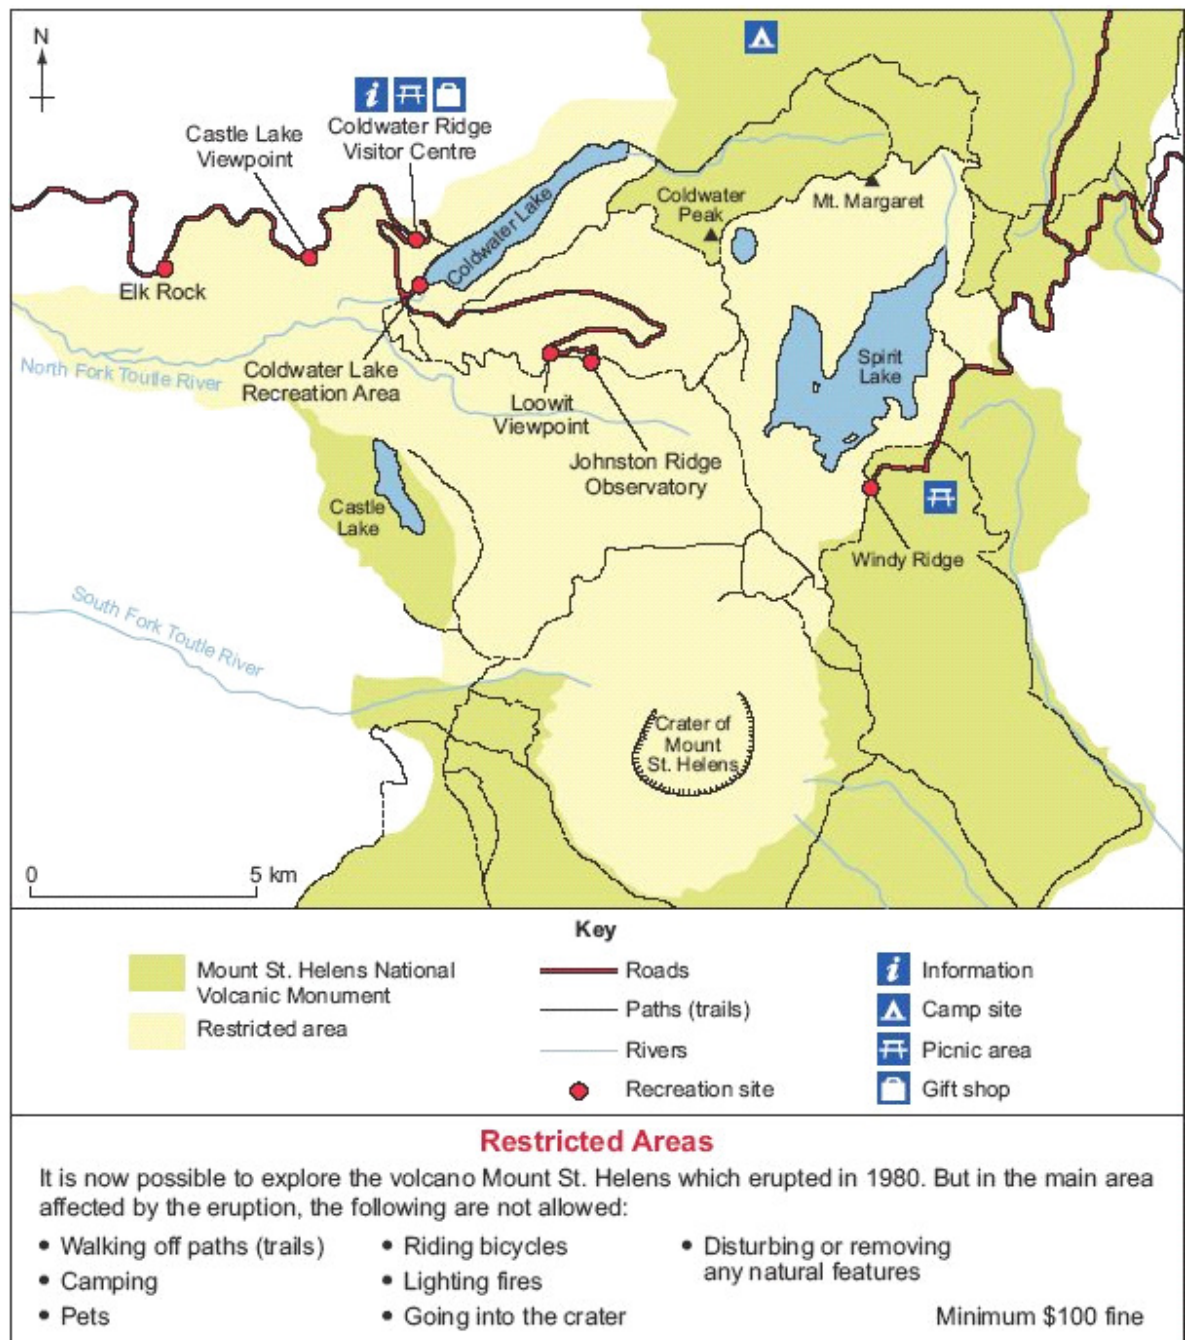 N
Castle Lake
Viewpoint
Coldwater Ridge
Visitor Centre
Coldwater Lake
Coldwater
Peak
Mt. Margaret
Elk Rock
North Fork Toutle River
Coldwater Lake
Recreation Area
Loowit
Viewpoint
Spirit
Lake
Johnston Ridge
Observatory
Castle
Lake
Windy Ridge
South Fork Toutle River
Crater of
Mount
St. Helens
0 5 km
Key
Mount St. Helens National
Volcanic Monument
Restricted area
Roads
Paths (trails)
Rivers
Recreation site
Information
Camp site
Picnic area
Gift shop
Restricted Areas
It is now possible to explore the volcano Mount St. Helens which erupted in 1980. But in the main area
affected by the eruption, the following are not allowed:
• Walking off paths (trails)
• Camping
• Pets
• Riding bicycles
• Lighting fires
• Going into the crater
• Disturbing or removing
any natural features
Minimum $100 fine